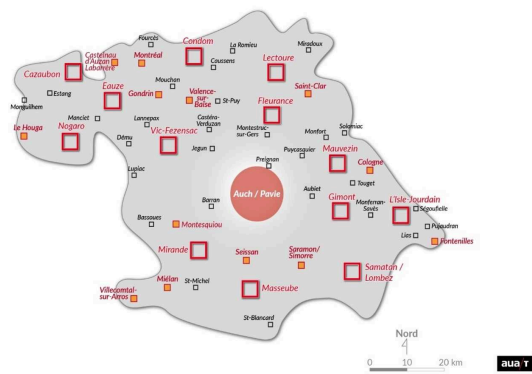 Fourcès
Condom
La Romieu
Miradoux
Castelnau
d'Auzan
Labarrère
Montréal
Caussens
Lectoure
Cazaubon
Mouchan
Eauze
Gondrin
Valence-
sur-
Baïse
St-Puy
Saint-Clar
Estang
Monguilhem
Fleurance
Manciet
Lannepax
Castéra-
Verduzan
Le Houga
Nogaro
Vic-Fezensac
Montestruc-
sur-Gers
Monfort
Solomiac
Dému
Jegun
Puycasquier
Mauvezin
Preignan
Cologne
Lupiac
Auch / Pavie
Touget
Aubiet
Barran
Gimont
Monferran-
Savès
L'Isle-Jourdain
Ségoufielle
Bassoues
Montesquiou
Pujaudran
Lias
Fontenilles
Mirande
Seissan
Saramon/
Simorre
Samatan /
Lombez
Miélan
St-Michel
Villecomtal-
sur-Arros
Masseube
St-Blancard
Nord
0 10 20 km
aua/T